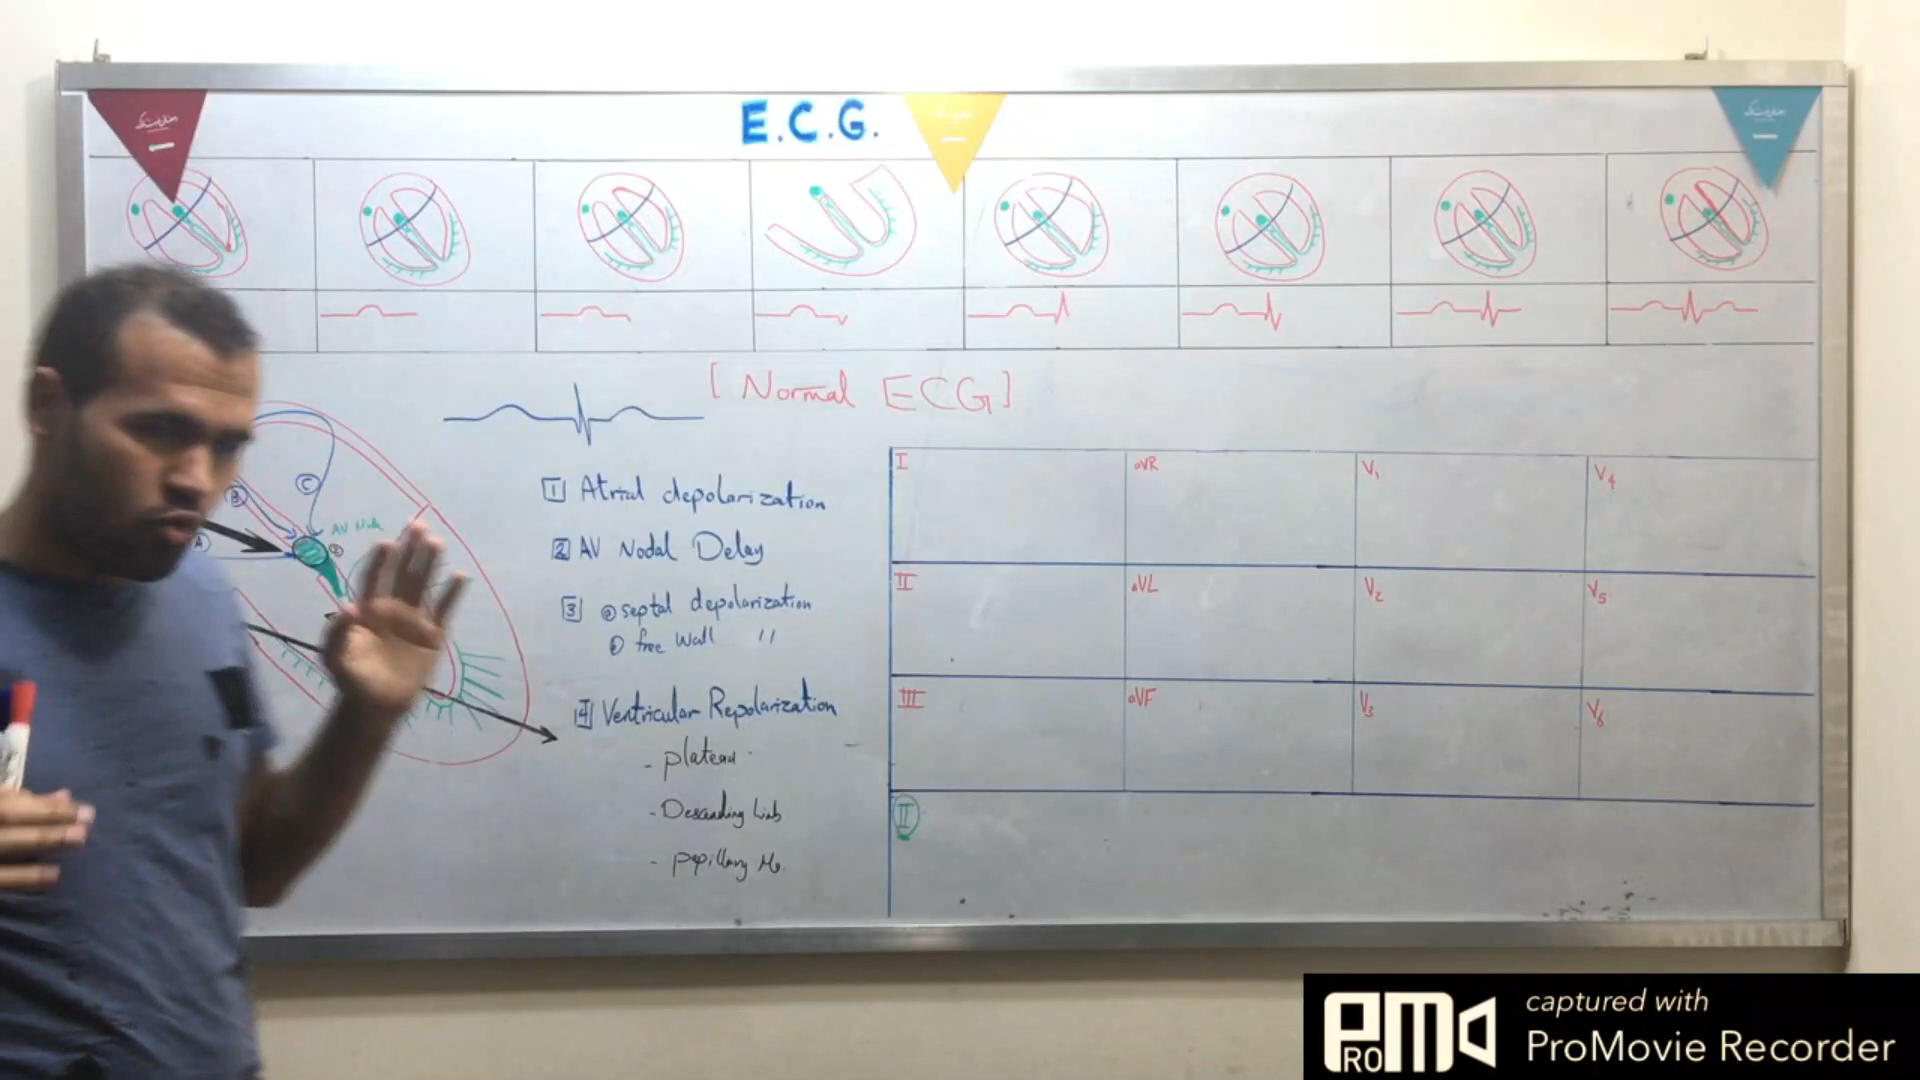 E.C.G.
[Normal ECG]
B
C
A
AV Node
1 Atrial depolarization
2 AV Nodal Delay
3 @ septal depolarization
free wall "
4 Ventricular Repolarization
- plateau
- Descending Limb
- papillary Ms.
I aVR V1 V4
II aVL V2 V5
III aVF V3 V6
II
PRO
captured with
ProMovie Recorder